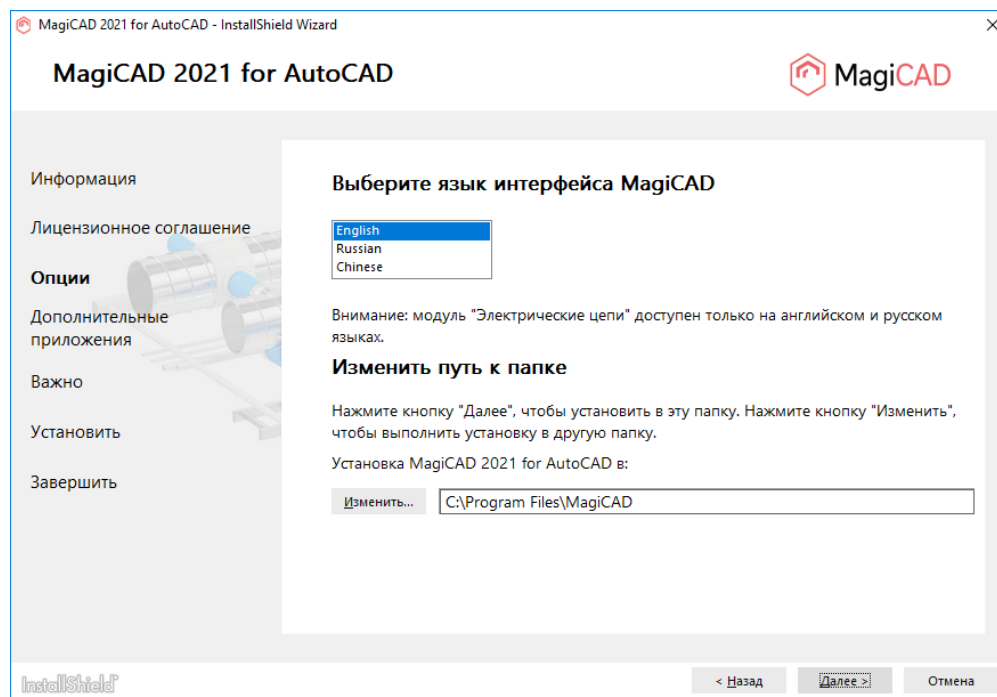 MagiCAD 2021 for AutoCAD - InstallShield Wizard
MagiCAD 2021 for AutoCAD
MagiCAD
Информация
Лицензионное соглашение
Опции
Дополнительные
приложения
Важно
Установить
Завершить
Выберите язык интерфейса MagiCAD
English
Russian
Chinese
Внимание: модуль "Электрические цепи" доступен только на английском и русском
языках.
Изменить путь к папке
Нажмите кнопку "Далее", чтобы установить в эту папку. Нажмите кнопку "Изменить",
чтобы выполнить установку в другую папку.
Установка MagiCAD 2021 for AutoCAD в:
Изменить...
C:\Program Files\MagiCAD
InstallShield
< Назад
Далее >
Отмена